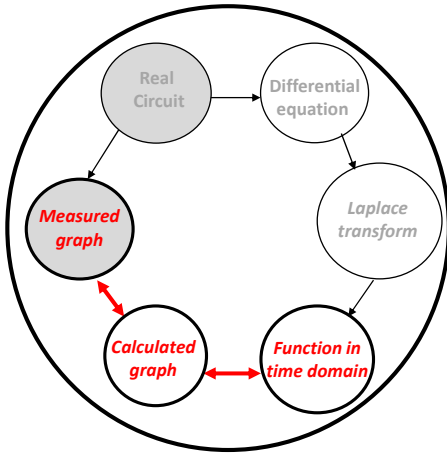 Real
Circuit
Differential
equation
Measured
graph
Laplace
transform
Calculated
graph
Function in
time domain